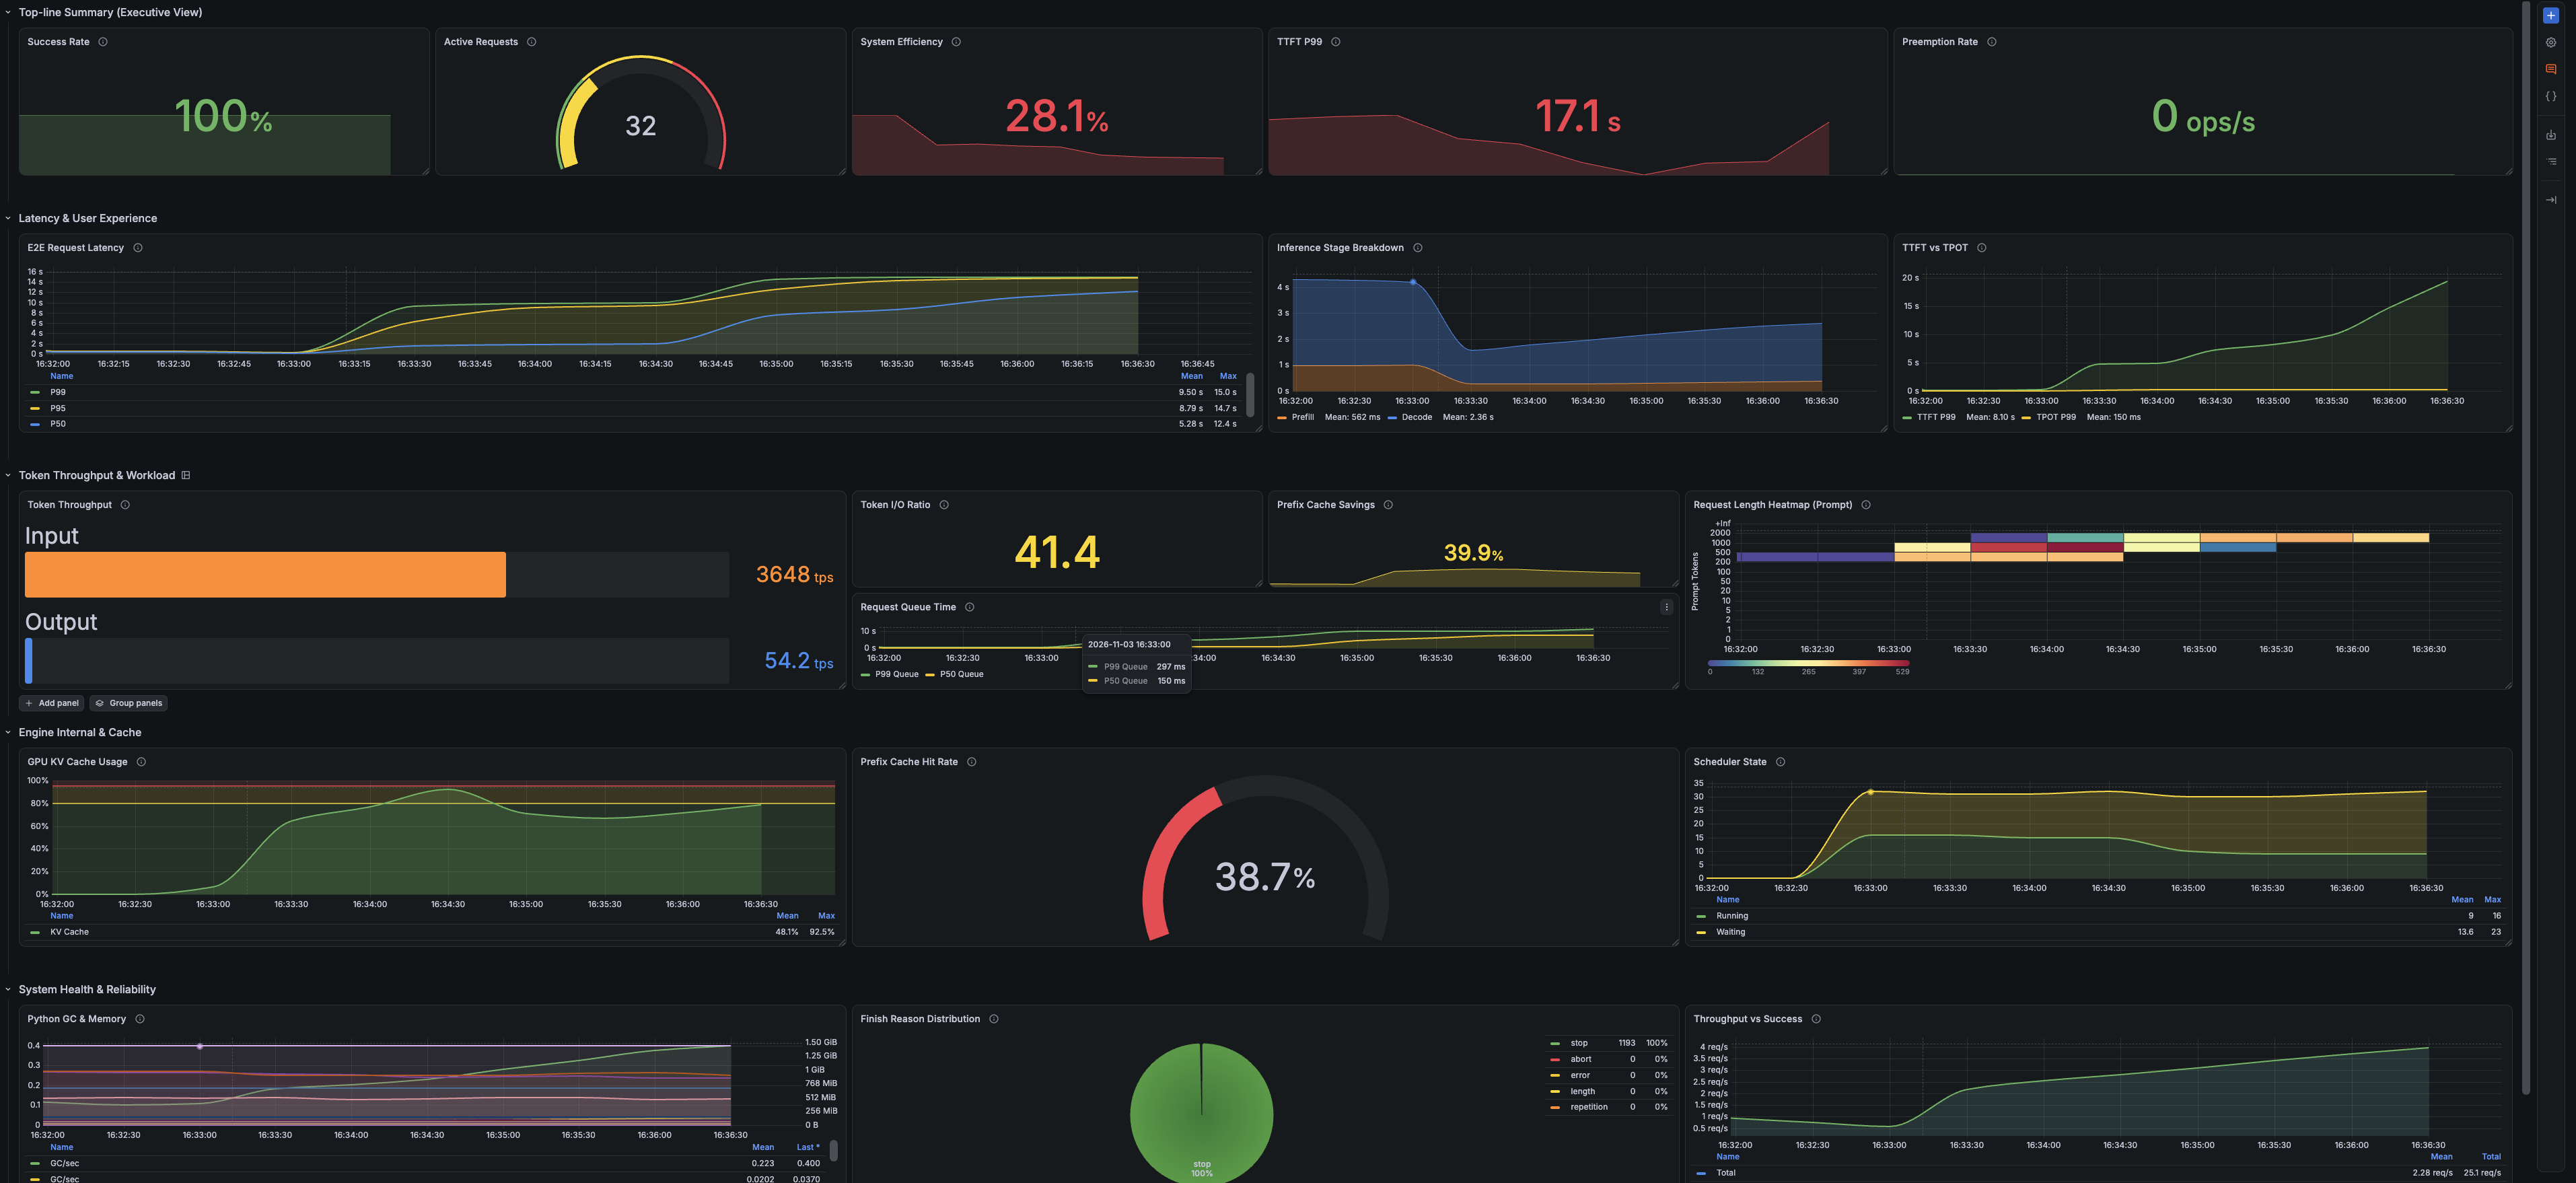 Top-line Summary (Executive View)
Success Rate
100%
Active Requests
32
System Efficiency
28.1%
TTFT P99
17.1 s
Preemption Rate
0 ops/s
Latency & User Experience
E2E Request Latency
16 s
14 s
12 s
10 s
8 s
6 s
4 s
2 s
0 s
16:32:00 16:32:15 16:32:30 16:32:45 16:33:00 16:33:15 16:33:30 16:33:45 16:34:00 16:34:15 16:34:30 16:34:45 16:35:00 16:35:15 16:35:30 16:35:45 16:36:00 16:36:15 16:36:30 16:36:45
Name Mean Max
P99 9.50 s 15.0 s
P95 8.79 s 14.7 s
P50 5.28 s 12.4 s
Inference Stage Breakdown
4 s
3 s
2 s
1 s
0 s
16:32:00 16:32:30 16:33:00 16:33:30 16:34:00 16:34:30 16:35:00 16:35:30 16:36:00 16:36:30
Prefill Mean: 562 ms Decode Mean: 2.36 s
TTFT vs TPOT
20 s
15 s
10 s
5 s
0 s
16:32:00 16:32:30 16:33:00 16:33:30 16:34:00 16:34:30 16:35:00 16:35:30 16:36:00 16:36:30
TTFT P99 Mean: 8.10 s TPOT P99 Mean: 150 ms
Token Throughput & Workload
Token Throughput
Input
3648 tps
Output
54.2 tps
Token I/O Ratio
41.4
Prefix Cache Savings
39.9%
Request Queue Time
10 s
0 s
16:32:00 16:32:30 16:33:00 :34:00 16:34:30 16:35:00 16:35:30 16:36:00 16:36:30
P99 Queue P50 Queue
2026-11-03 16:33:00
P99 Queue 297 ms
P50 Queue 150 ms
Request Length Heatmap (Prompt)
Prompt Tokens
+Inf
2000
1000
500
200
100
50
20
10
5
2
1
0
16:32:00 16:32:30 16:33:00 16:33:30 16:34:00 16:34:30 16:35:00 16:35:30 16:36:00 16:36:30
0 132 265 397 529
Add panel Group panels
Engine Internal & Cache
GPU KV Cache Usage
100%
80%
60%
40%
20%
0%
16:32:00 16:32:30 16:33:00 16:33:30 16:34:00 16:34:30 16:35:00 16:35:30 16:36:00 16:36:30
Name Mean Max
KV Cache 48.1% 92.5%
Prefix Cache Hit Rate
38.7%
Scheduler State
35
30
25
20
15
10
5
0
16:32:00 16:32:30 16:33:00 16:33:30 16:34:00 16:34:30 16:35:00 16:35:30 16:36:00 16:36:30
Name Mean Max
Running 9 16
Waiting 13.6 23
System Health & Reliability
Python GC & Memory
0.4
0.3
0.2
0.1
0
1.50 GiB
1.25 GiB
1 GiB
768 MiB
512 MiB
256 MiB
0 B
16:32:00 16:32:30 16:33:00 16:33:30 16:34:00 16:34:30 16:35:00 16:35:30 16:36:00 16:36:30
Name Mean Last *
GC/sec 0.223 0.400
GC/sec 0.0202 0.0370
Finish Reason Distribution
stop
100%
stop 1193 100%
abort 0 0%
error 0 0%
length 0 0%
repetition 0 0%
Throughput vs Success
4 req/s
3.5 req/s
3 req/s
2.5 req/s
2 req/s
1.5 req/s
1 req/s
0.5 req/s
16:32:00 16:32:30 16:33:00 16:33:30 16:34:00 16:34:30 16:35:00 16:35:30 16:36:00 16:36:30
Name Mean Total
Total 2.28 req/s 25.1 req/s